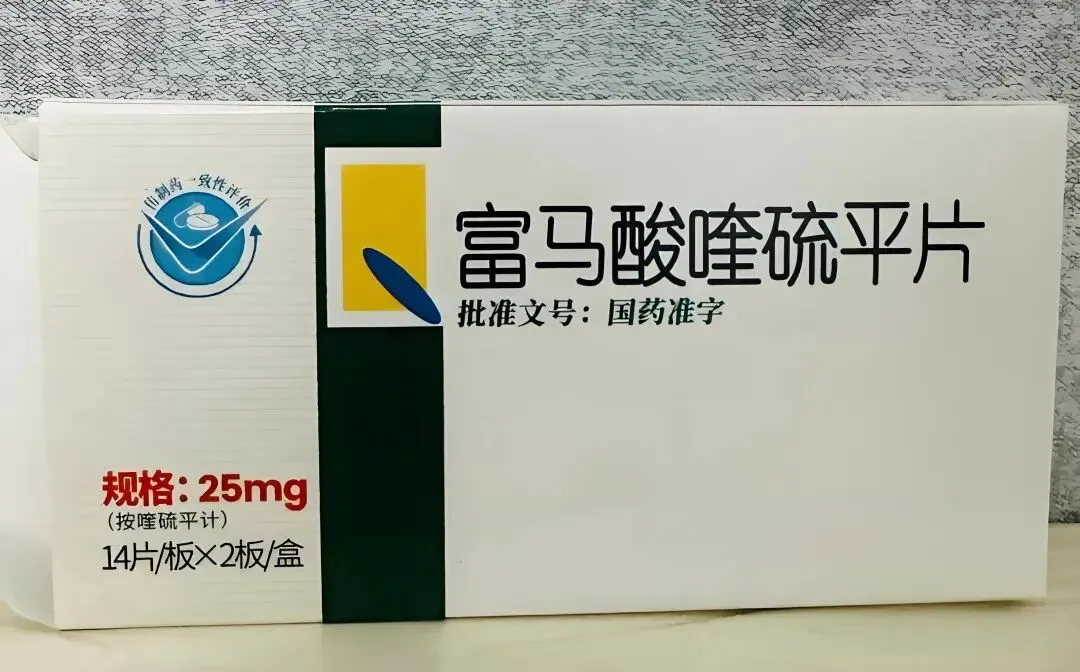 仿制药一致性评价
富马酸喹硫平片
批准文号：国药准字
规格：25mg
（按喹硫平计）
14片/板×2板/盒